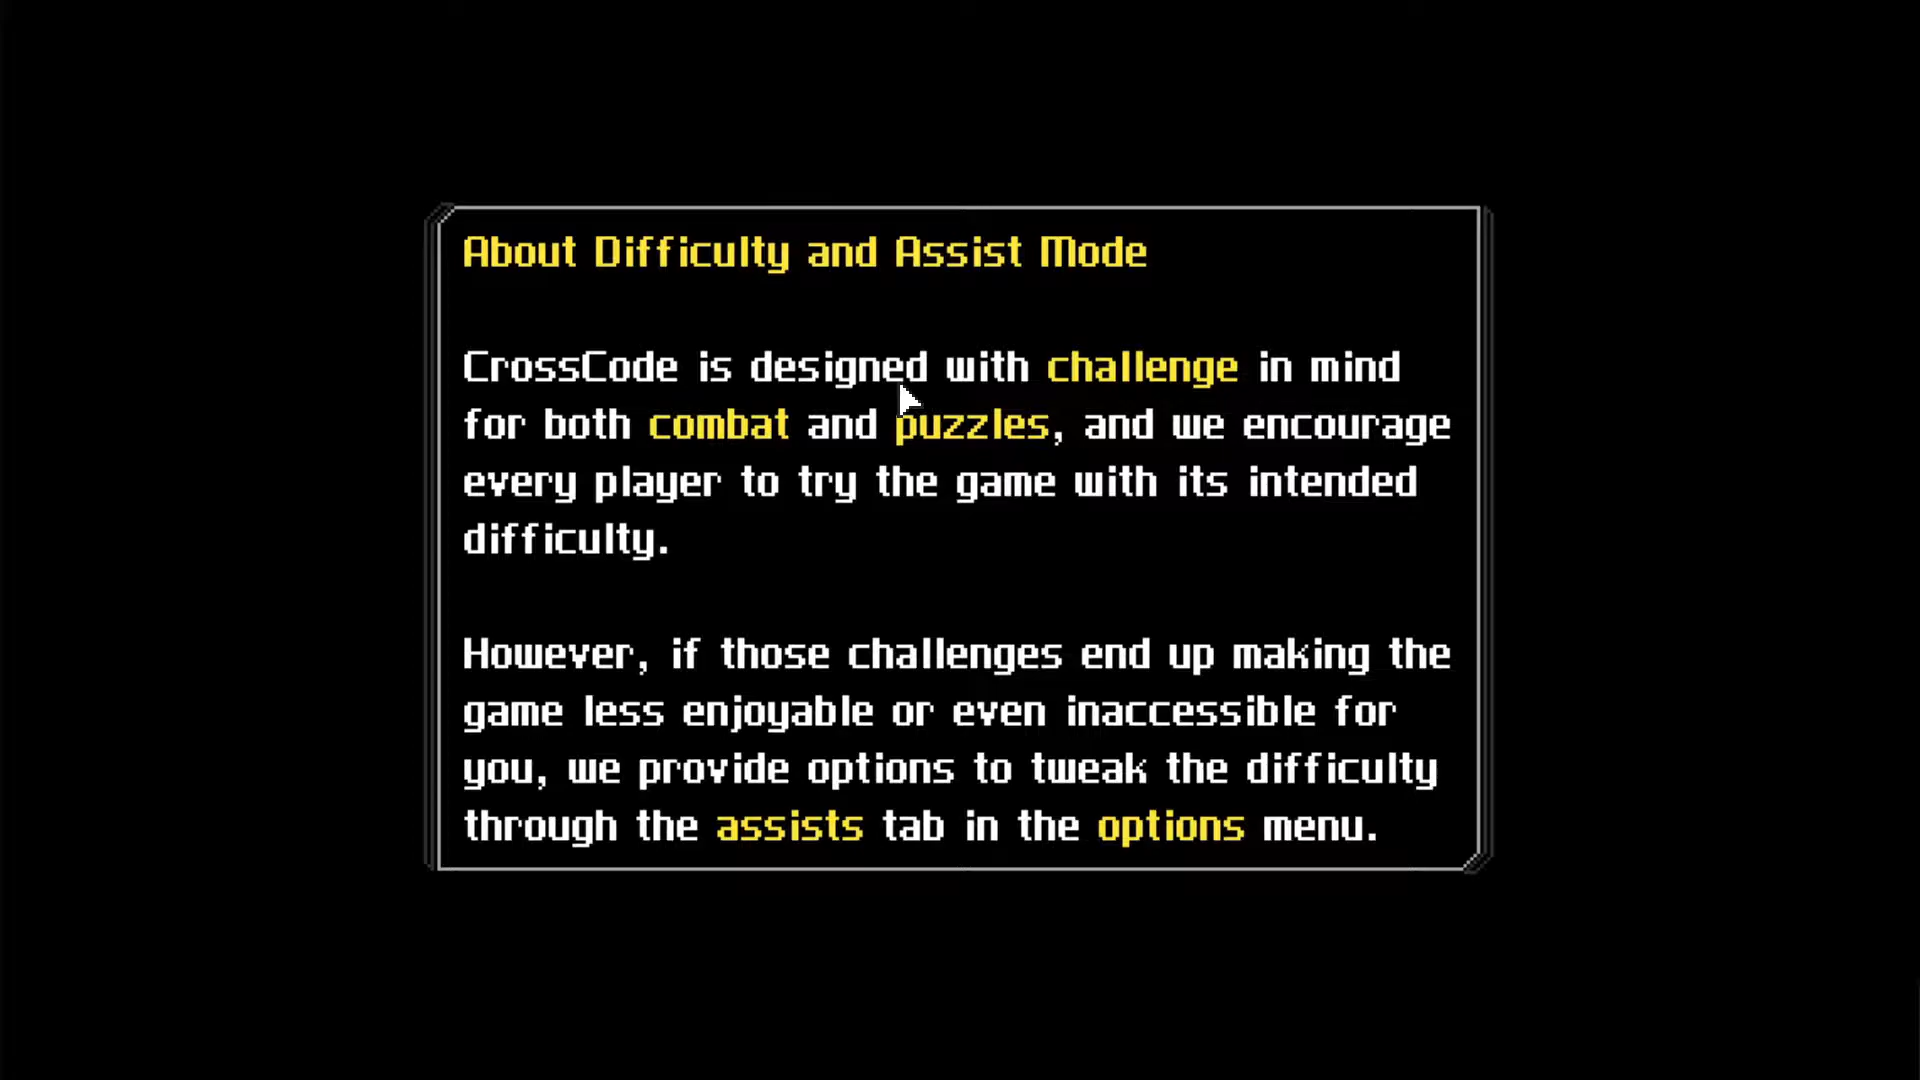 About Difficulty and Assist Mode
CrossCode is designed with challenge in mind
for both combat and puzzles, and we encourage
every player to try the game with its intended
difficulty.
However, if those challenges end up making the
game less enjoyable or even inaccessible for
you, we provide options to tweak the difficulty
through the assists tab in the options menu.